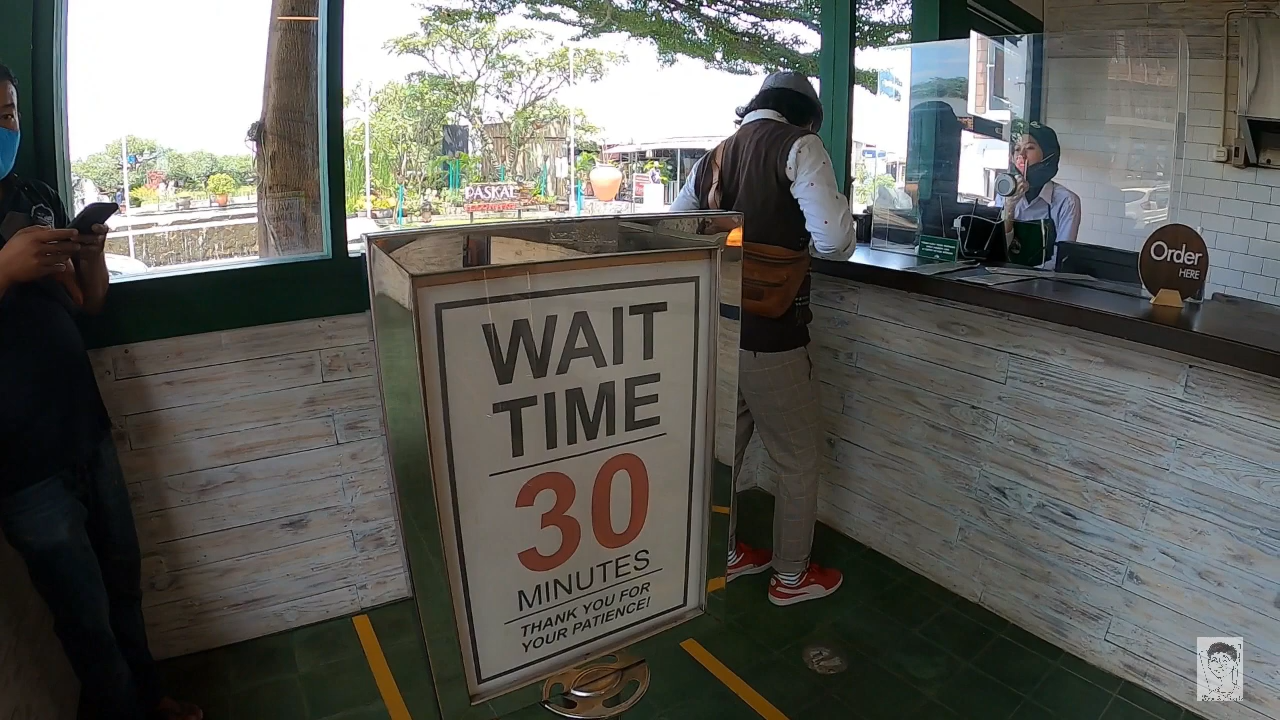 PASKAL
Order
HERE
WAIT
TIME
30
MINUTES
THANK YOU FOR
YOUR PATIENCE!